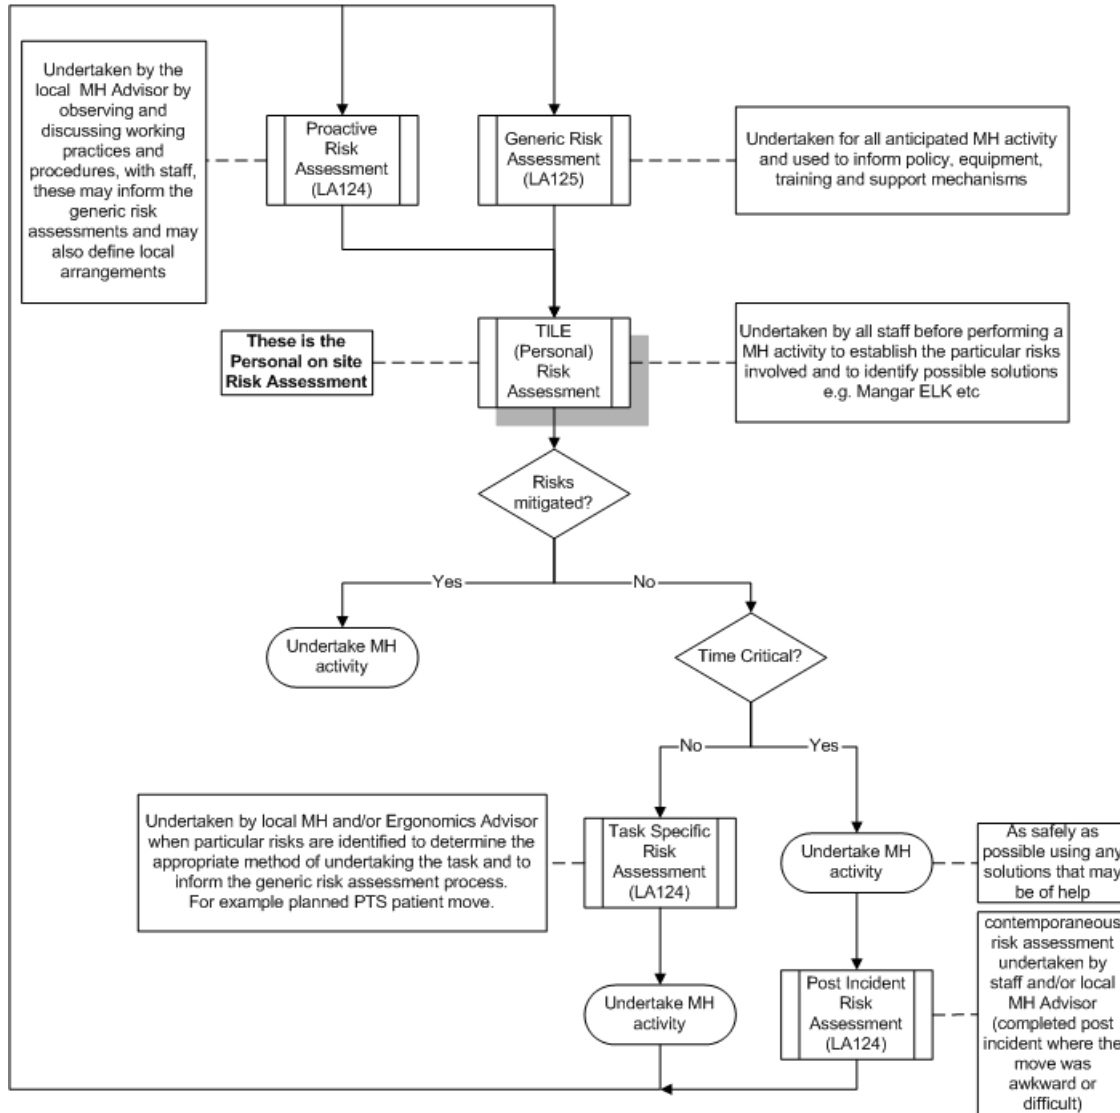 Undertaken by the
local MH Advisor by
observing and
discussing working
practices and
procedures, with staff,
these may inform the
generic risk
assessments and may
also define local
arrangements
Proactive
Risk
Assessment
(LA124)
Generic Risk
Assessment
(LA125)
Undertaken for all anticipated MH activity
and used to inform policy, equipment,
training and support mechanisms
These is the
Personal on site
Risk Assessment
TILE
(Personal)
Risk
Assessment
Undertaken by all staff before performing a
MH activity to establish the particular risks
involved and to identify possible solutions
e.g. Mangar ELK etc
Risks
mitigated?
Yes
No
Undertake MH
activity
Time Critical?
No
Yes
Undertaken by local MH and/or Ergonomics Advisor
when particular risks are identified to determine the
appropriate method of undertaking the task and to
inform the generic risk assessment process.
For example planned PTS patient move.
Task Specific
Risk
Assessment
(LA124)
Undertake MH
activity
As safely as
possible using any
solutions that may
be of help
Undertake MH
activity
Post Incident
Risk
Assessment
(LA124)
contemporaneous
risk assessment
undertaken by
staff and/or local
MH Advisor
(completed post
incident where the
move was
awkward or
difficult)